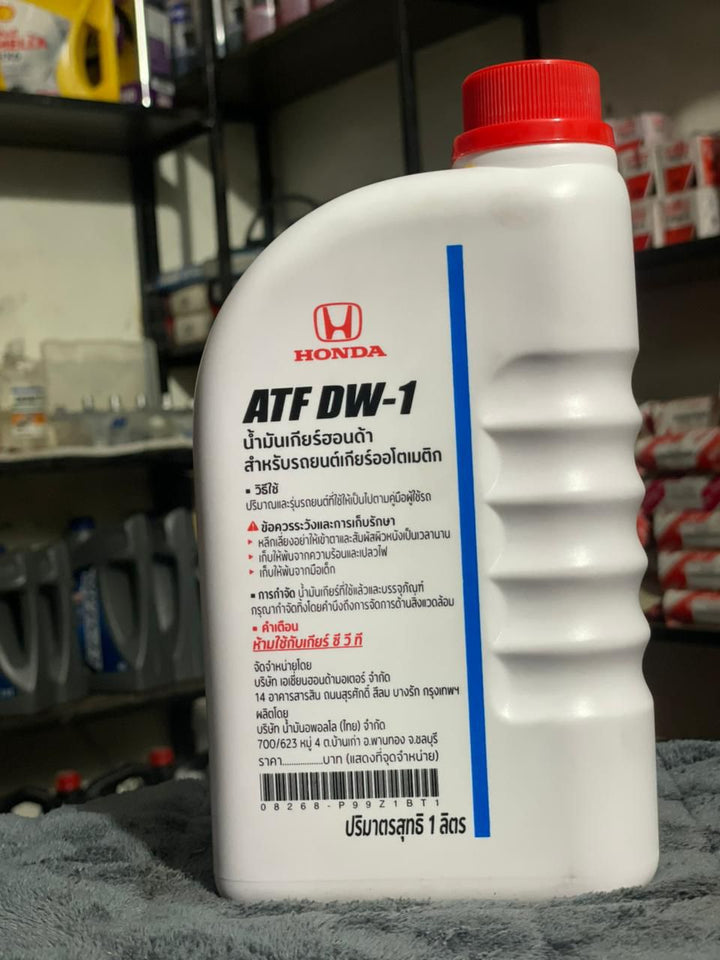 HONDA
ATF DW-1
น้ำมันเกียร์ฮอนด้า
สำหรับรถยนต์เกียร์ออโตเมติก
▪ วิธีใช้
ปริมาณและรุ่นรถยนต์ที่ใช้ให้เป็นไปตามคู่มือผู้ใช้รถ
ข้อควรระวังและการเก็บรักษา
หลีกเลี่ยงอย่าให้เข้าตาและสัมผัสผิวหนังเป็นเวลานาน
เก็บให้พ้นจากความร้อนและเปลวไฟ
เก็บให้พ้นจากมือเด็ก
▪ การกำจัด น้ำมันเกียร์ที่ใช้แล้วและบรรจุภัณฑ์
กรุณากำจัดทิ้งโดยคำนึงถึงการจัดการด้านสิ่งแวดล้อม
▪ คำเตือน
ห้ามใช้กับเกียร์ ซี วี ที
จัดจำหน่ายโดย
บริษัท เอเชี่ยนฮอนด้ามอเตอร์ จำกัด
14 อาคารสารสิน ถนนสุรศักดิ์ สีลม บางรัก กรุงเทพฯ
ผลิตโดย
บริษัท น้ำมันอพอลโล (ไทย) จำกัด
700/623 หมู่ 4 ต.บ้านเก่า อ.พานทอง จ.ชลบุรี
ราคา....................บาท (แสดงที่จุดจำหน่าย)
08268-P99Z1BT1
ปริมาตรสุทธิ 1 ลิตร